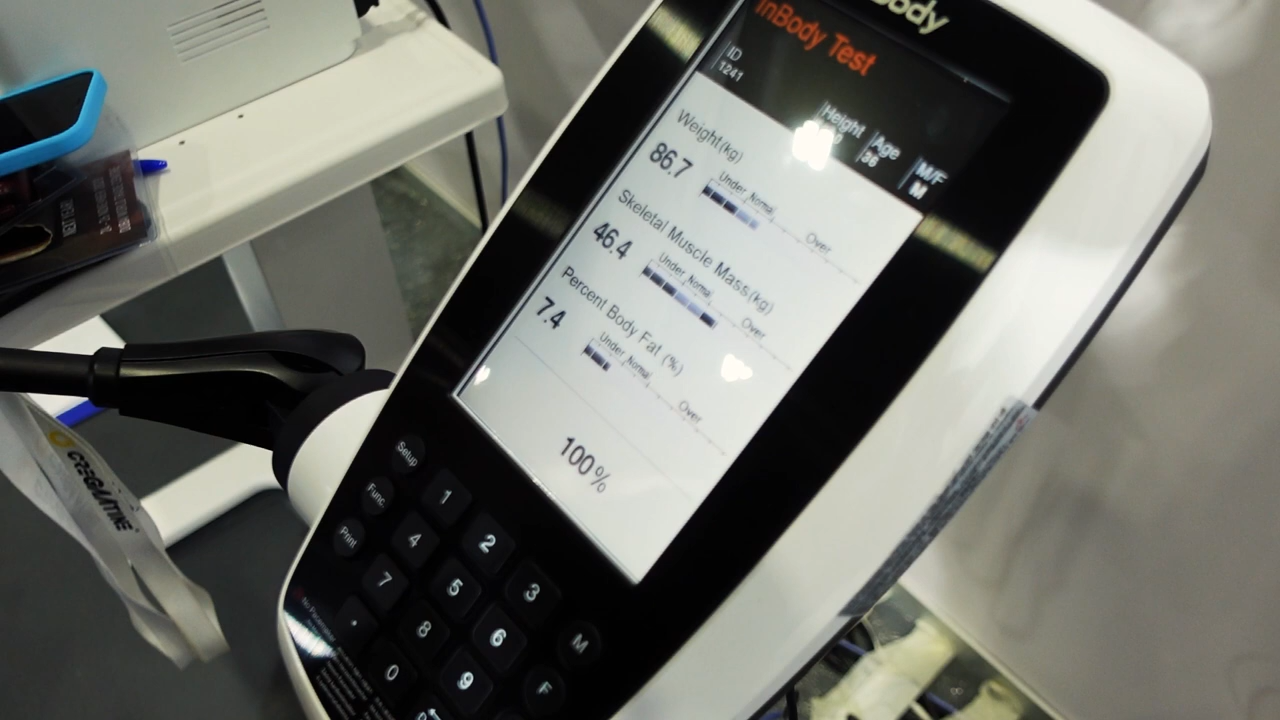 InBody
InBody Test
ID
1241
Height
Age
36
M/F
M
Weight(kg)
86.7
Under Normal Over
Skeletal Muscle Mass(kg)
46.4
Under Normal Over
Percent Body Fat (%)
7.4
Under Normal Over
100%
Setup
Func.
Print
1
2
3
M
4
5
6
F
7
8
9
.
0
CREGAATINE